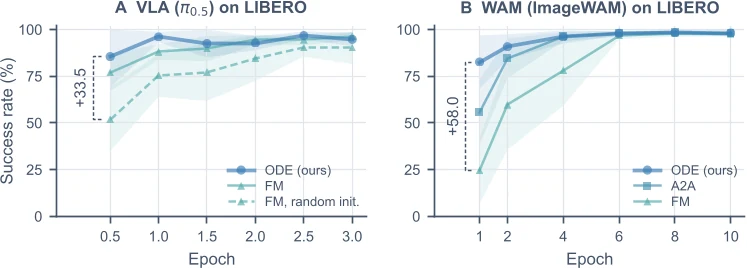 A VLA (π0.5) on LIBERO
Success rate (%)
100
75
50
25
0
+33.5
ODE (ours)
FM
FM, random init.
0.5 1.0 1.5 2.0 2.5 3.0
Epoch
B WAM (ImageWAM) on LIBERO
100
75
50
25
0
+58.0
ODE (ours)
A2A
FM
1 2 4 6 8 10
Epoch